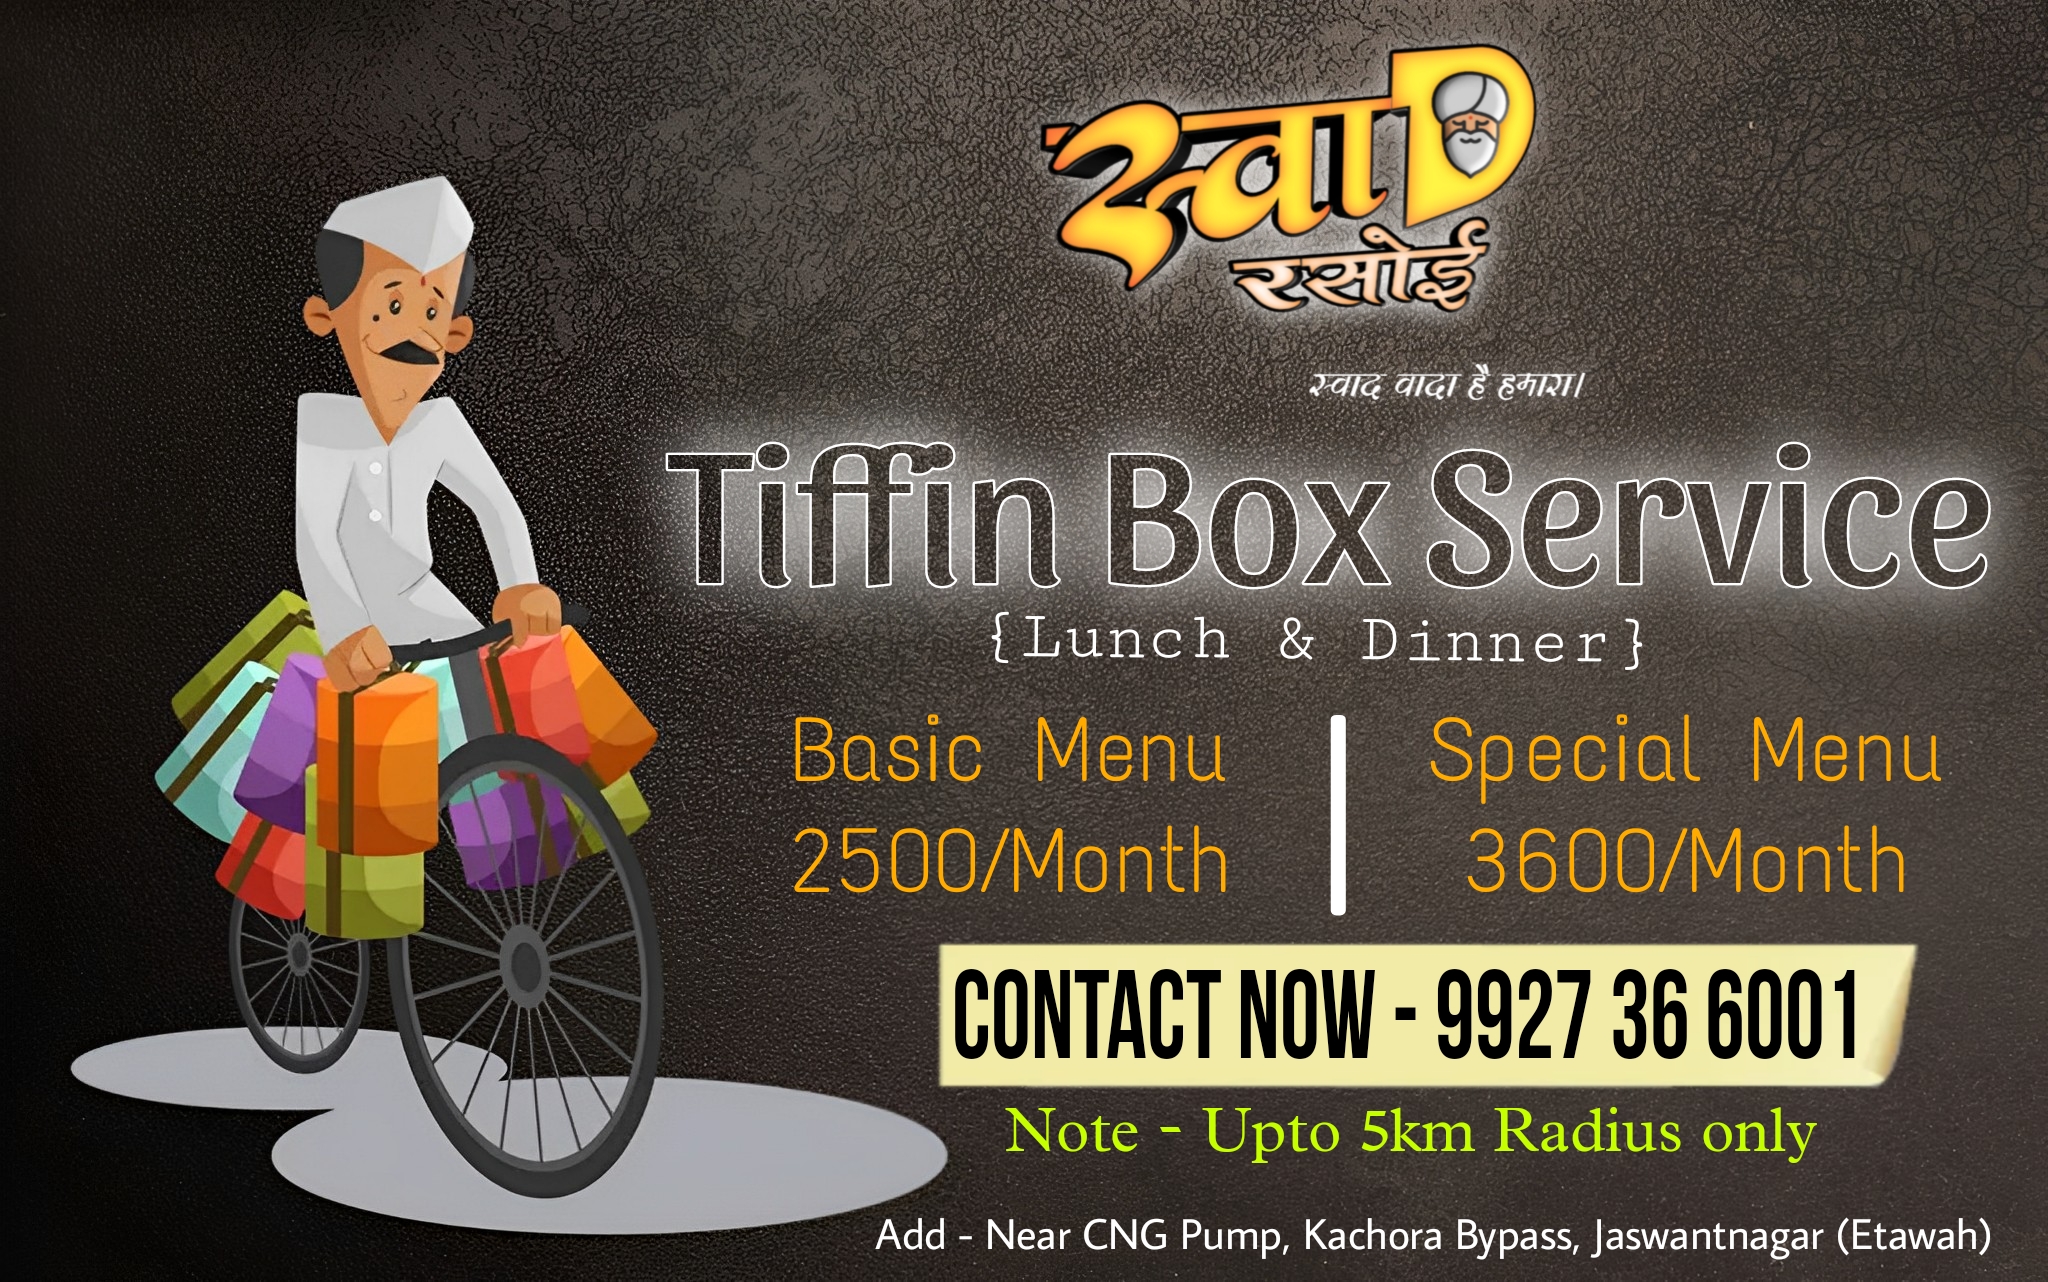 स्वाD
रसोई
स्वाद वादा है हमारा।
Tiffin Box Service
{Lunch & Dinner}
Basic Menu
2500/Month
Special Menu
3600/Month
CONTACT NOW - 9927 36 6001
Note - Upto 5km Radius only
Add - Near CNG Pump, Kachora Bypass, Jaswantnagar (Etawah)